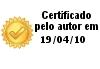 Certificado
pelo autor em
19/04/10